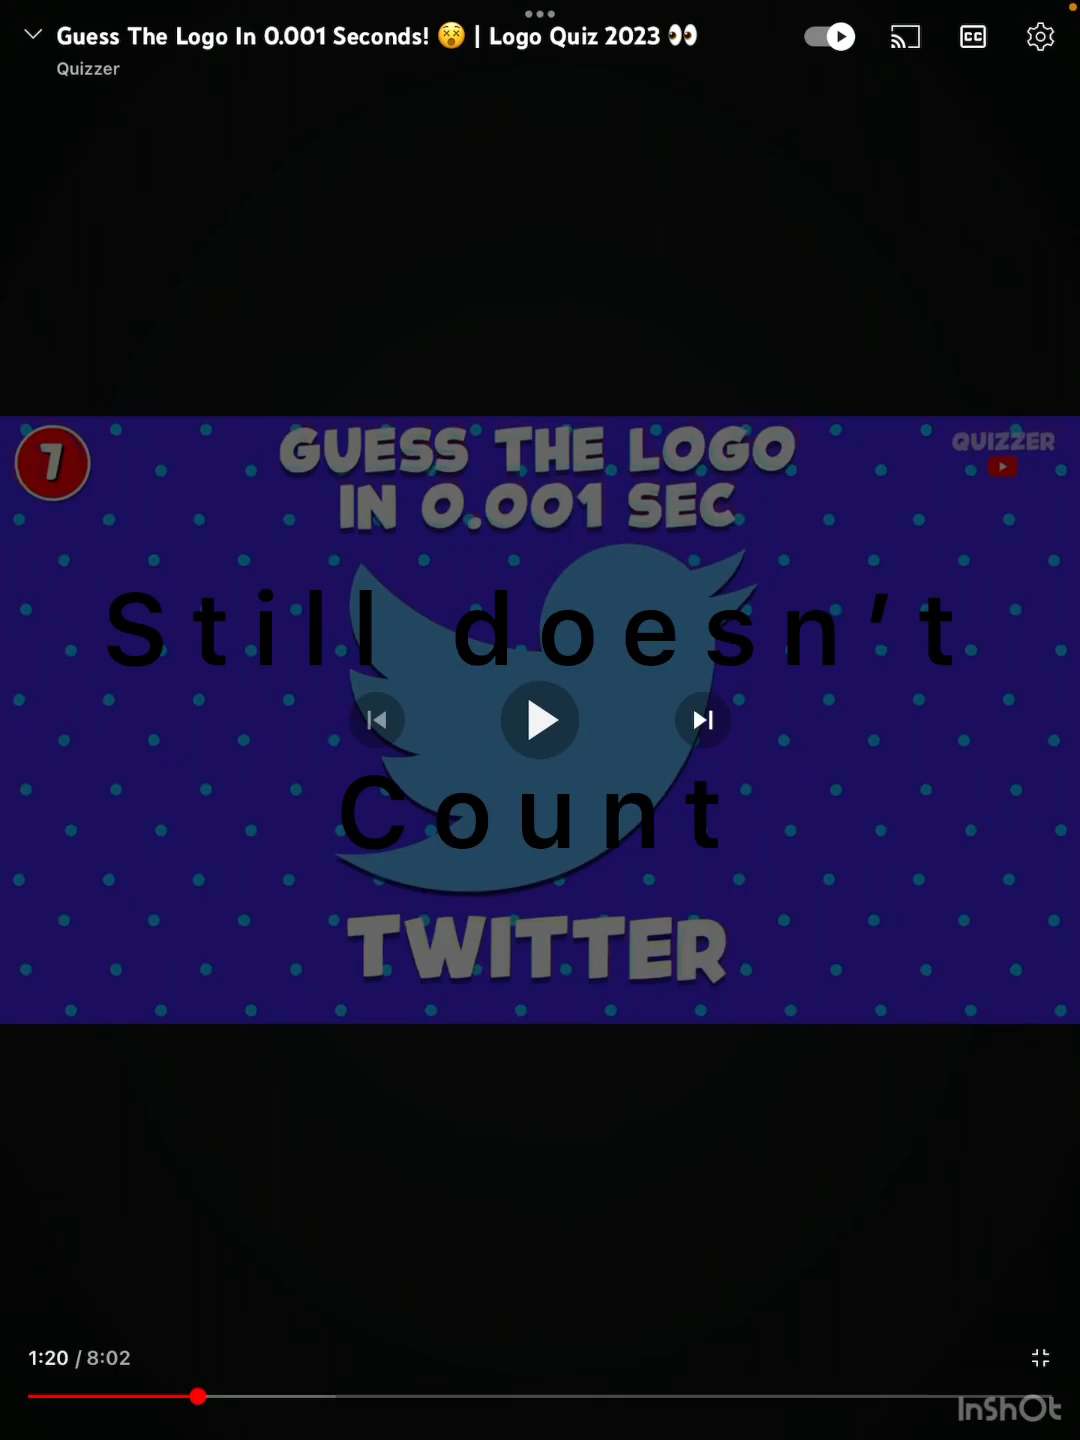 Guess The Logo In 0.001 Seconds! 😵 | Logo Quiz 2023 👀
Quizzer
CC
7
GUESS THE LOGO
IN 0.001 SEC
QUIZZER
Still doesn’t
Count
TWITTER
1:20 / 8:02
InShOt